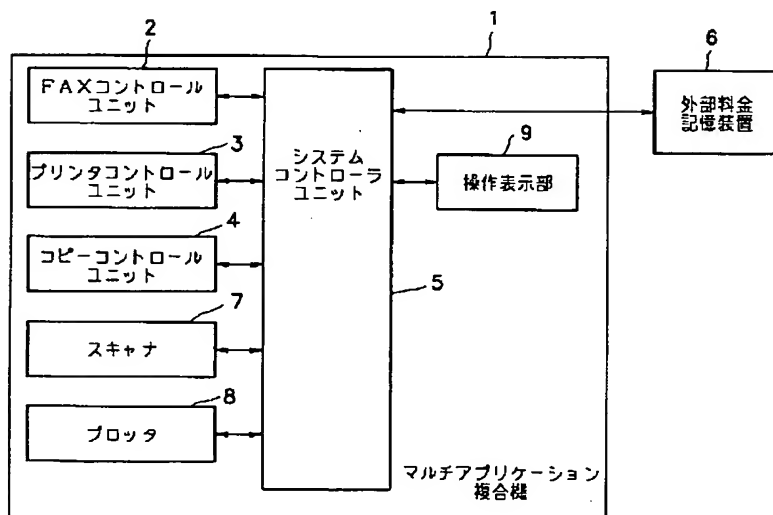 1
2
FAXコントロール
ユニット
3
プリンタコントロール
ユニット
4
コピーコントロール
ユニット
7
スキャナ
8
プロッタ
システム
コントローラ
ユニット
5
9
操作表示部
6
外部料金
記憶装置
マルチアプリケーション
複合機